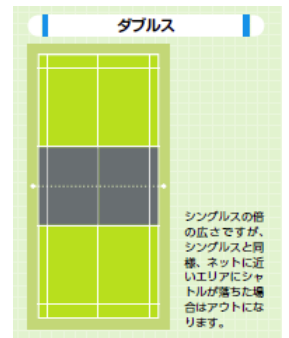 ダブルス
シングルスの倍
の広さですが、
シングルスと同
様、ネットに近
いエリアにシャ
トルが落ちた場
合はアウトにな
ります。